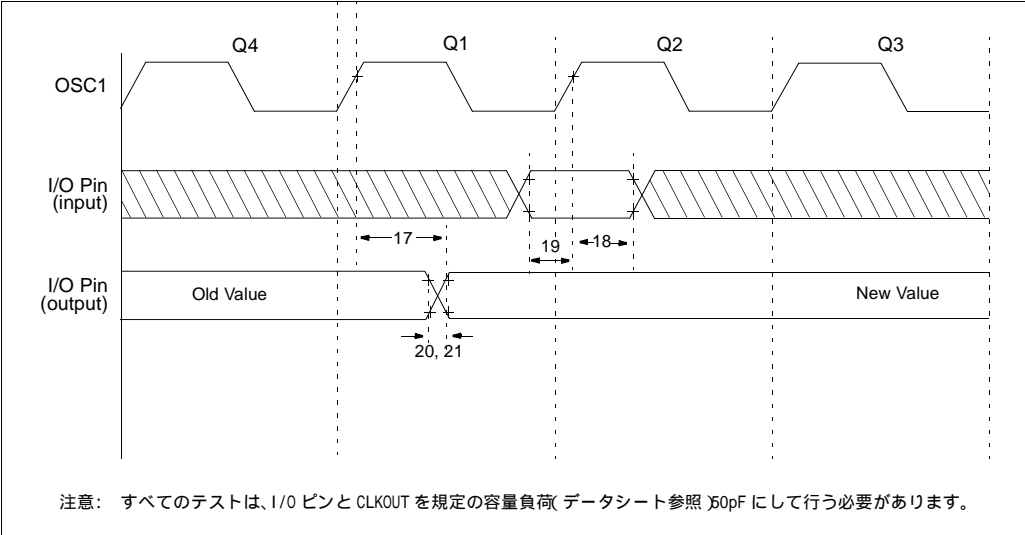 Q4 Q1 Q2 Q3
OSC1
I/O Pin
(input)
17
19
18
I/O Pin
(output)
Old Value
New Value
20, 21
注意: すべてのテストは、I/O ピンと CLKOUT を規定の容量負荷( データシート参照 )50pF にして行う必要があります。